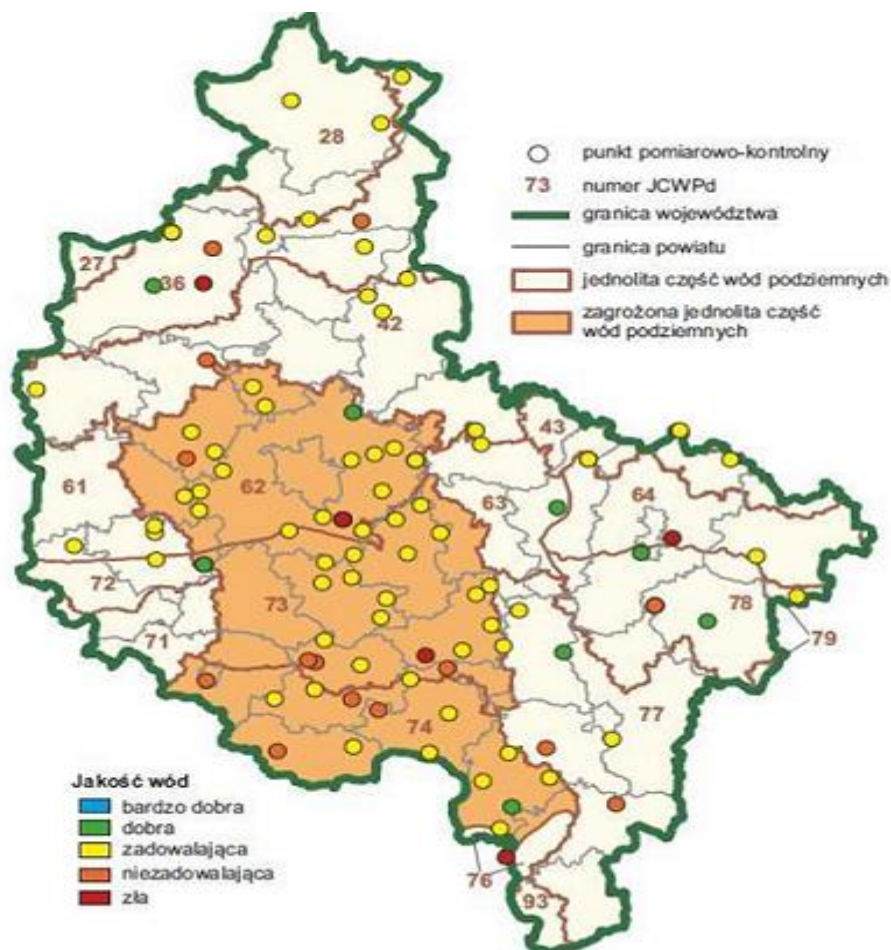 28
punkt pomiarowo-kontrolny
73 numer JCWPd
granica województwa
granica powiatu
jednolita część wód podziemnych
zagrożona jednolita część
wód podziemnych
27
36
42
43
61
62
63
64
72
73
78
71
79
77
74
Jakość wód
bardzo dobra
dobra
zadowalająca
niezadowalająca
zła
76
93